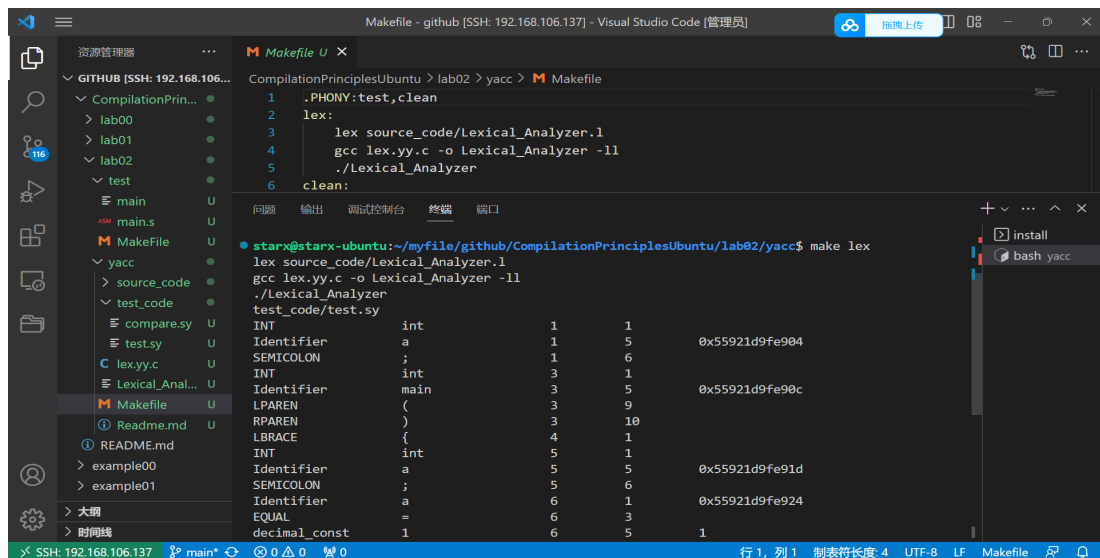 Makefile - github [SSH: 192.168.106.137] - Visual Studio Code [管理员]
拖拽上传
资源管理器
GITHUB [SSH: 192.168.106...
CompilationPrin...
lab00
lab01
lab02
test
main U
ASM main.s U
M MakeFile U
yacc
source_code
test_code
compare.sy U
test.sy U
C lex.yy.c U
Lexical_Anal... U
M Makefile U
Readme.md U
README.md
example00
example01
大纲
时间线
116
M Makefile U
CompilationPrinciplesUbuntu > lab02 > yacc > M Makefile
1 .PHONY:test,clean
2 lex:
3 lex source_code/Lexical_Analyzer.l
4 gcc lex.yy.c -o Lexical_Analyzer -ll
5 ./Lexical_Analyzer
6 clean:
问题 输出 调试控制台 终端 端口
install
bash yacc
starx@starx-ubuntu:~/myfile/github/CompilationPrinciplesUbuntu/lab02/yacc$ make lex
lex source_code/Lexical_Analyzer.l
gcc lex.yy.c -o Lexical_Analyzer -ll
./Lexical_Analyzer
test_code/test.sy
INT int 1 1
Identifier a 1 5 0x55921d9fe904
SEMICOLON ; 1 6
INT int 3 1
Identifier main 3 5 0x55921d9fe90c
LPAREN ( 3 9
RPAREN ) 3 10
LBRACE { 4 1
INT int 5 1
Identifier a 5 5 0x55921d9fe91d
SEMICOLON ; 5 6
Identifier a 6 1 0x55921d9fe924
EQUAL = 6 3
decimal_const 1 6 5 1
SSH: 192.168.106.137 main* 0 0 0 行 1，列 1 制表符长度: 4 UTF-8 LF Makefile